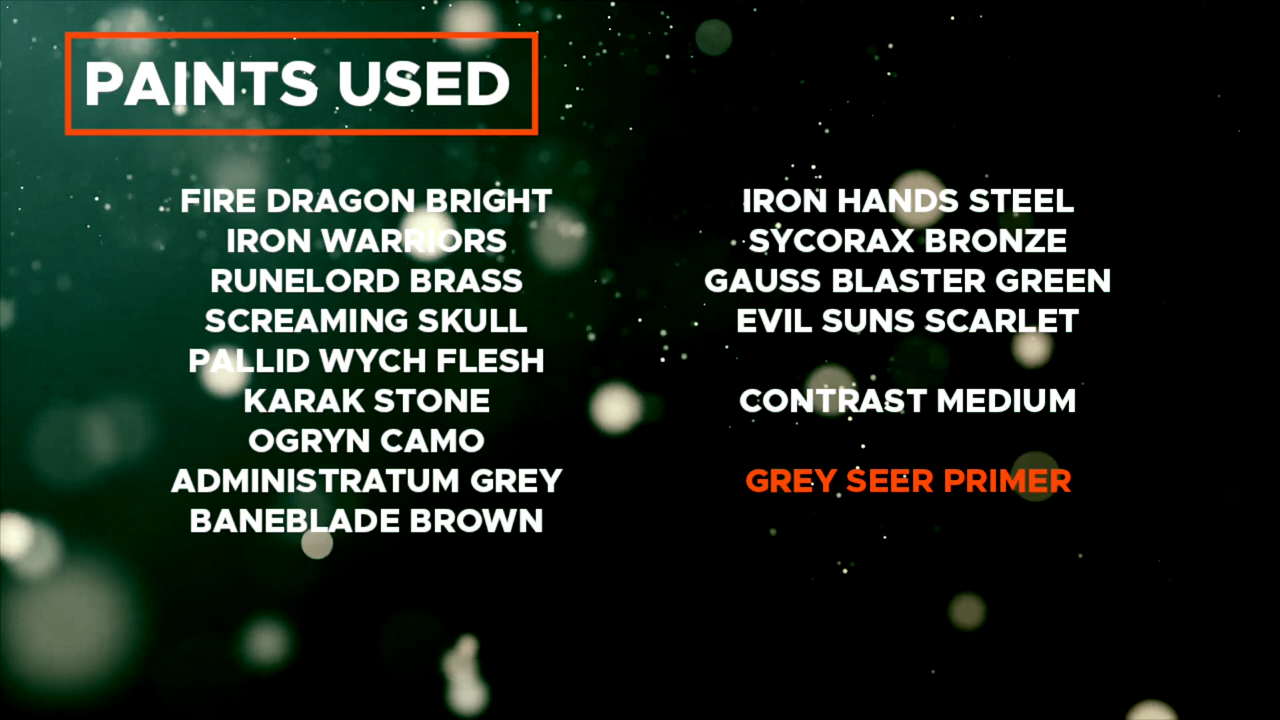 PAINTS USED
FIRE DRAGON BRIGHT
IRON WARRIORS
RUNELORD BRASS
SCREAMING SKULL
PALLID WYCH FLESH
KARAK STONE
OGRYN CAMO
ADMINISTRATUM GREY
BANEBLADE BROWN
IRON HANDS STEEL
SYCORAX BRONZE
GAUSS BLASTER GREEN
EVIL SUNS SCARLET
CONTRAST MEDIUM
GREY SEER PRIMER